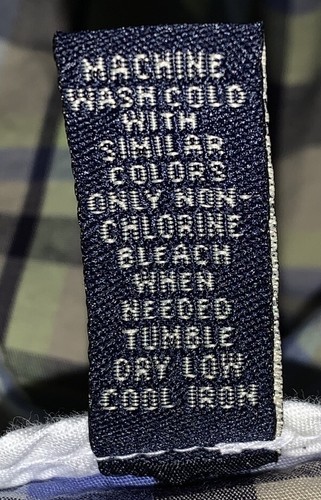 MACHINE
WASH COLD
WITH
SIMILAR
COLORS
ONLY NON-
CHLORINE
BLEACH
WHEN
NEEDED
TUMBLE
DRY LOW
COOL IRON